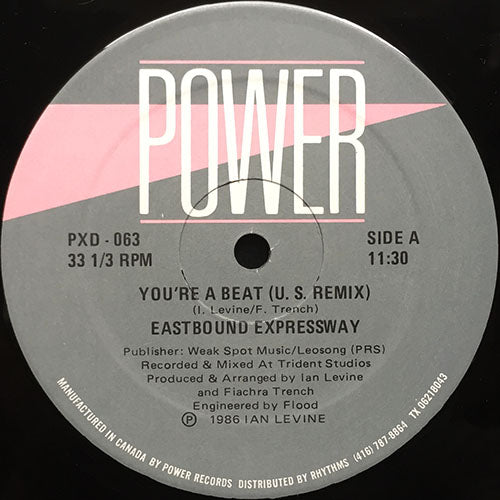 POWER
PXD - 063
33 1/3 RPM
SIDE A
11:30
YOU'RE A BEAT (U. S. REMIX)
(I. Levine/F. Trench)
EASTBOUND EXPRESSWAY
Publisher: Weak Spot Music/Leosong (PRS)
Recorded & Mixed At Trident Studios
Produced & Arranged by Ian Levine
and Fiachra Trench
Engineered by Flood
Ⓟ 1986 IAN LEVINE
MANUFACTURED IN CANADA BY POWER RECORDS DISTRIBUTED BY RHYTHMS (416) 787-8864 TX 06218043